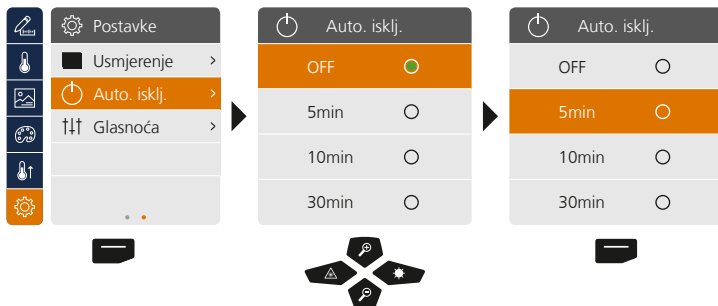 Postavke
Usmjerenje
Auto. isklj.
Glasnoća
Auto. isklj.
OFF
5min
10min
30min
Auto. isklj.
OFF
5min
10min
30min